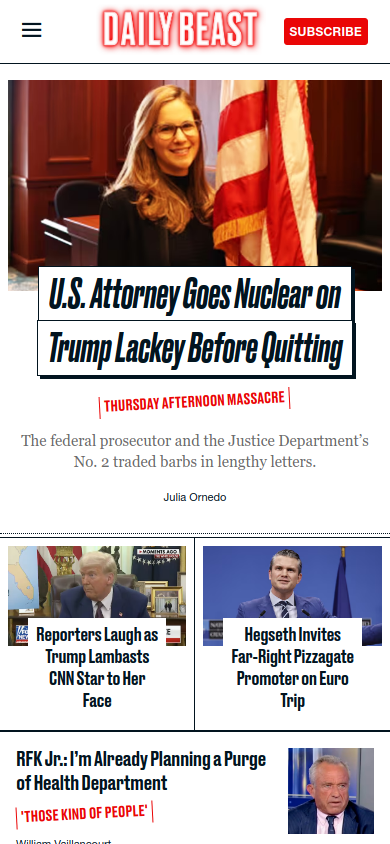 DAILY BEAST
SUBSCRIBE
U.S. Attorney Goes Nuclear on
Trump Lackey Before Quitting
THURSDAY AFTERNOON MASSACRE
The federal prosecutor and the Justice Department's
No. 2 traded barbs in lengthy letters.
Julia Ornedo
MOMENTS AGO
Reporters Laugh as
Trump Lambasts
CNN Star to Her
Face
Hegseth Invites
Far-Right Pizzagate
Promoter on Euro
Trip
RFK Jr.: I'm Already Planning a Purge
of Health Department
'THOSE KIND OF PEOPLE'
William Vaillancourt